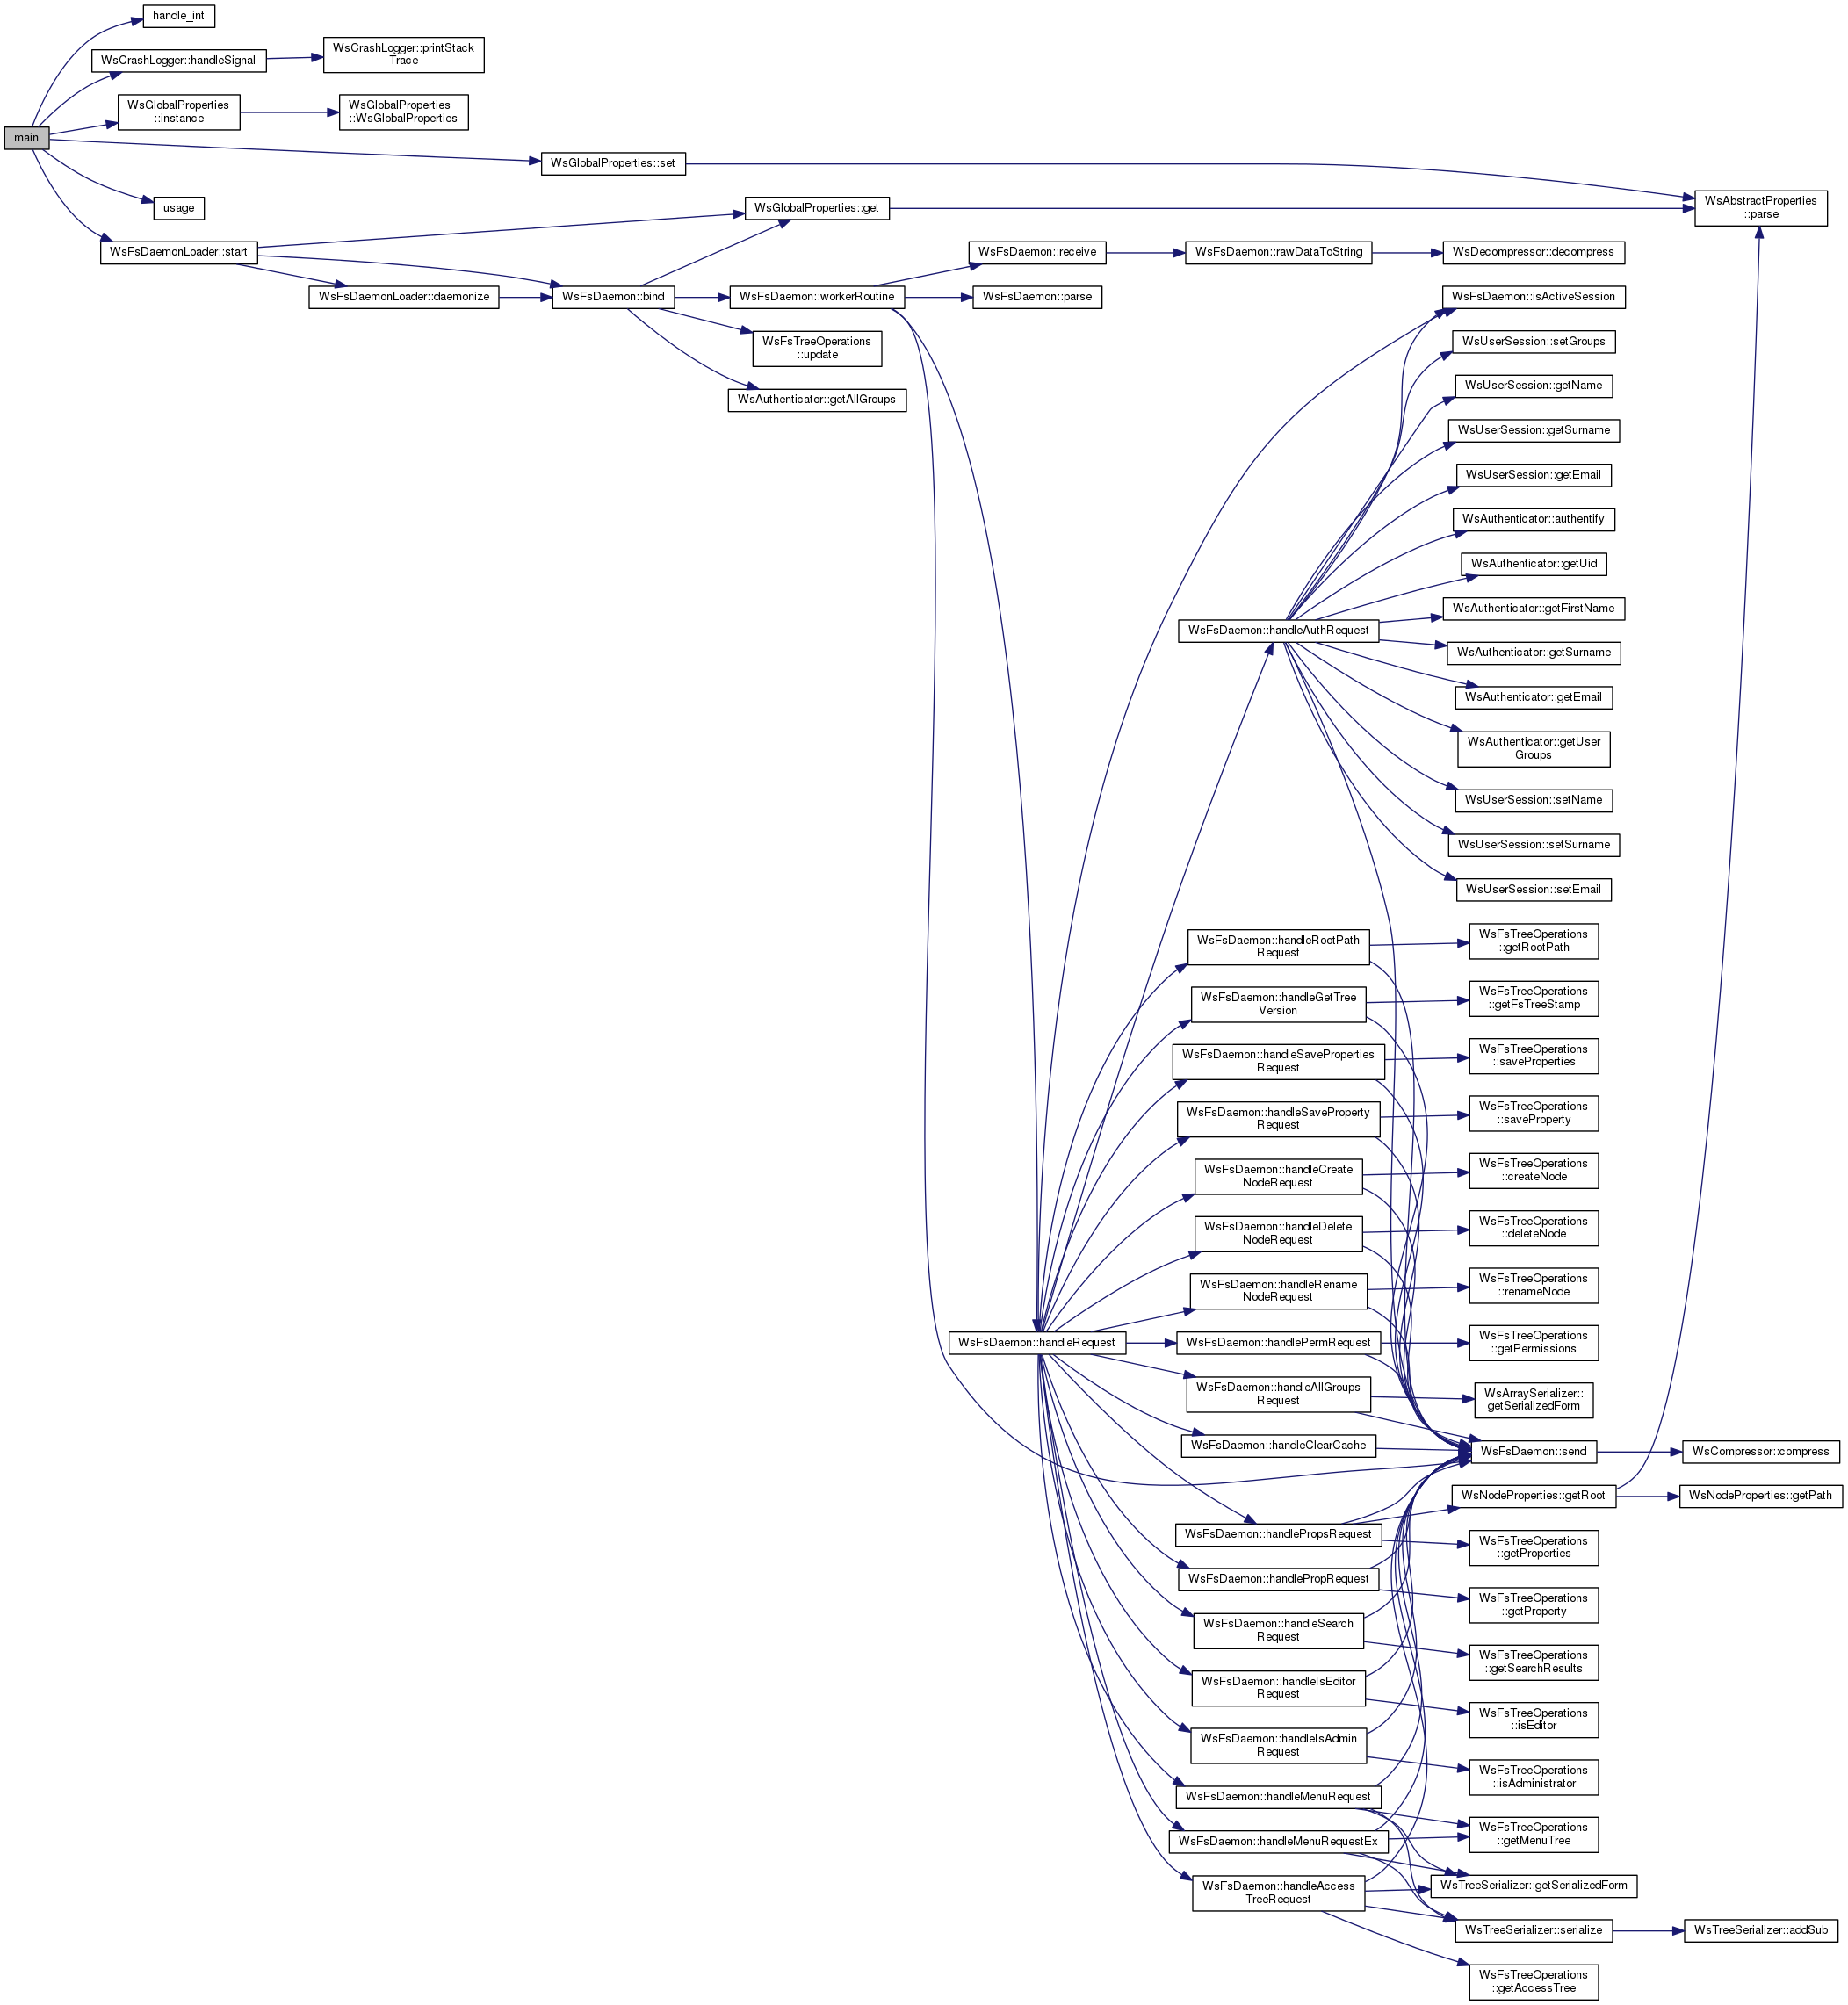 handle_int
WsCrashLogger::handleSignal
WsCrashLogger::printStack
Trace
WsGlobalProperties
::instance
WsGlobalProperties
::WsGlobalProperties
main
WsGlobalProperties::set
usage
WsFsDaemonLoader::start
WsGlobalProperties::get
WsAbstractProperties
::parse
WsFsDaemonLoader::daemonize
WsFsDaemon::bind
WsFsDaemon::workerRoutine
WsFsDaemon::receive
WsFsDaemon::rawDataToString
WsDecompressor::decompress
WsFsDaemon::parse
WsFsTreeOperations
::update
WsAuthenticator::getAllGroups
WsFsDaemon::isActiveSession
WsUserSession::setGroups
WsUserSession::getName
WsUserSession::getSurname
WsUserSession::getEmail
WsAuthenticator::authentify
WsAuthenticator::getUid
WsAuthenticator::getFirstName
WsFsDaemon::handleAuthRequest
WsAuthenticator::getSurname
WsAuthenticator::getEmail
WsAuthenticator::getUser
Groups
WsUserSession::setName
WsUserSession::setSurname
WsUserSession::setEmail
WsFsDaemon::handleRootPath
Request
WsFsTreeOperations
::getRootPath
WsFsDaemon::handleGetTree
Version
WsFsTreeOperations
::getFsTreeStamp
WsFsDaemon::handleSaveProperties
Request
WsFsTreeOperations
::saveProperties
WsFsDaemon::handleSaveProperty
Request
WsFsTreeOperations
::saveProperty
WsFsDaemon::handleCreate
NodeRequest
WsFsTreeOperations
::createNode
WsFsDaemon::handleDelete
NodeRequest
WsFsTreeOperations
::deleteNode
WsFsDaemon::handleRename
NodeRequest
WsFsTreeOperations
::renameNode
WsFsDaemon::handleRequest
WsFsDaemon::handlePermRequest
WsFsTreeOperations
::getPermissions
WsFsDaemon::handleAllGroups
Request
WsArraySerializer::
getSerializedForm
WsFsDaemon::handleClearCache
WsFsDaemon::send
WsCompressor::compress
WsNodeProperties::getRoot
WsNodeProperties::getPath
WsFsDaemon::handlePropsRequest
WsFsTreeOperations
::getProperties
WsFsDaemon::handlePropRequest
WsFsTreeOperations
::getProperty
WsFsDaemon::handleSearch
Request
WsFsTreeOperations
::getSearchResults
WsFsDaemon::handleIsEditor
Request
WsFsTreeOperations
::isEditor
WsFsDaemon::handleIsAdmin
Request
WsFsTreeOperations
::isAdministrator
WsFsDaemon::handleMenuRequest
WsFsTreeOperations
::getMenuTree
WsFsDaemon::handleMenuRequestEx
WsFsDaemon::handleAccess
TreeRequest
WsTreeSerializer::getSerializedForm
WsTreeSerializer::serialize
WsTreeSerializer::addSub
WsFsTreeOperations
::getAccessTree